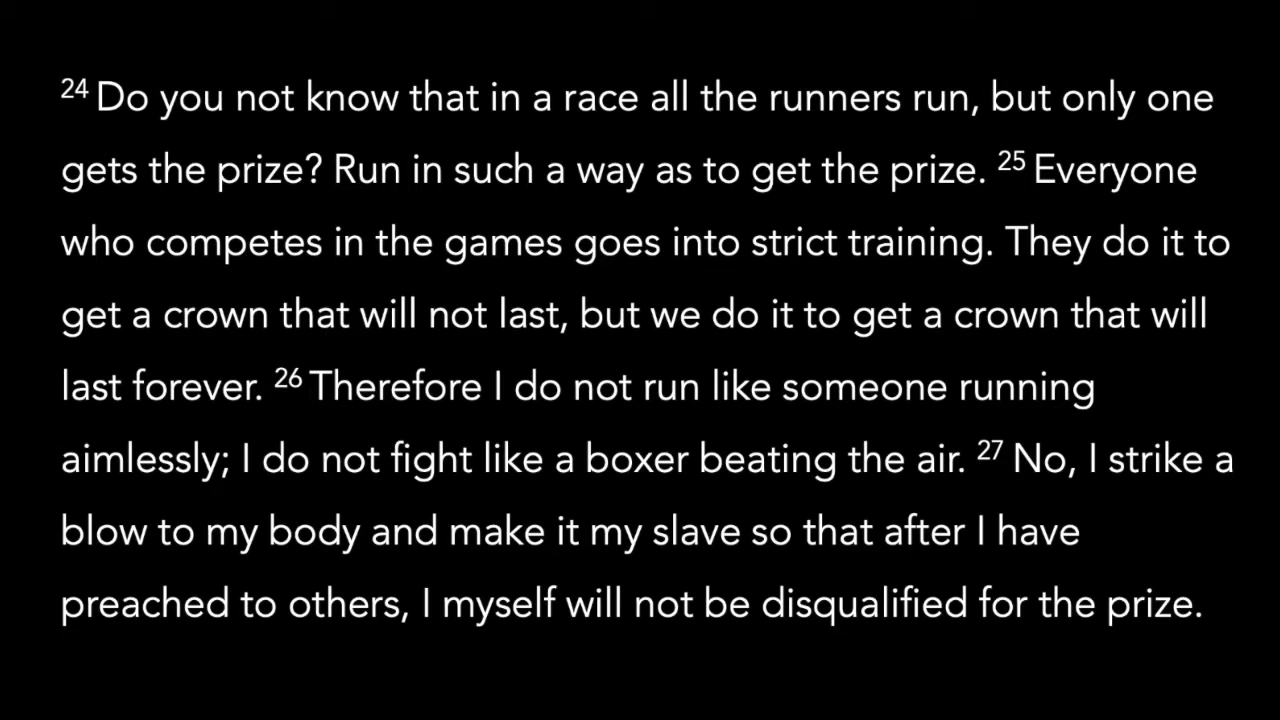 24 Do you not know that in a race all the runners run, but only one
gets the prize? Run in such a way as to get the prize. 25 Everyone
who competes in the games goes into strict training. They do it to
get a crown that will not last, but we do it to get a crown that will
last forever. 26 Therefore I do not run like someone running
aimlessly; I do not fight like a boxer beating the air. 27 No, I strike a
blow to my body and make it my slave so that after I have
preached to others, I myself will not be disqualified for the prize.